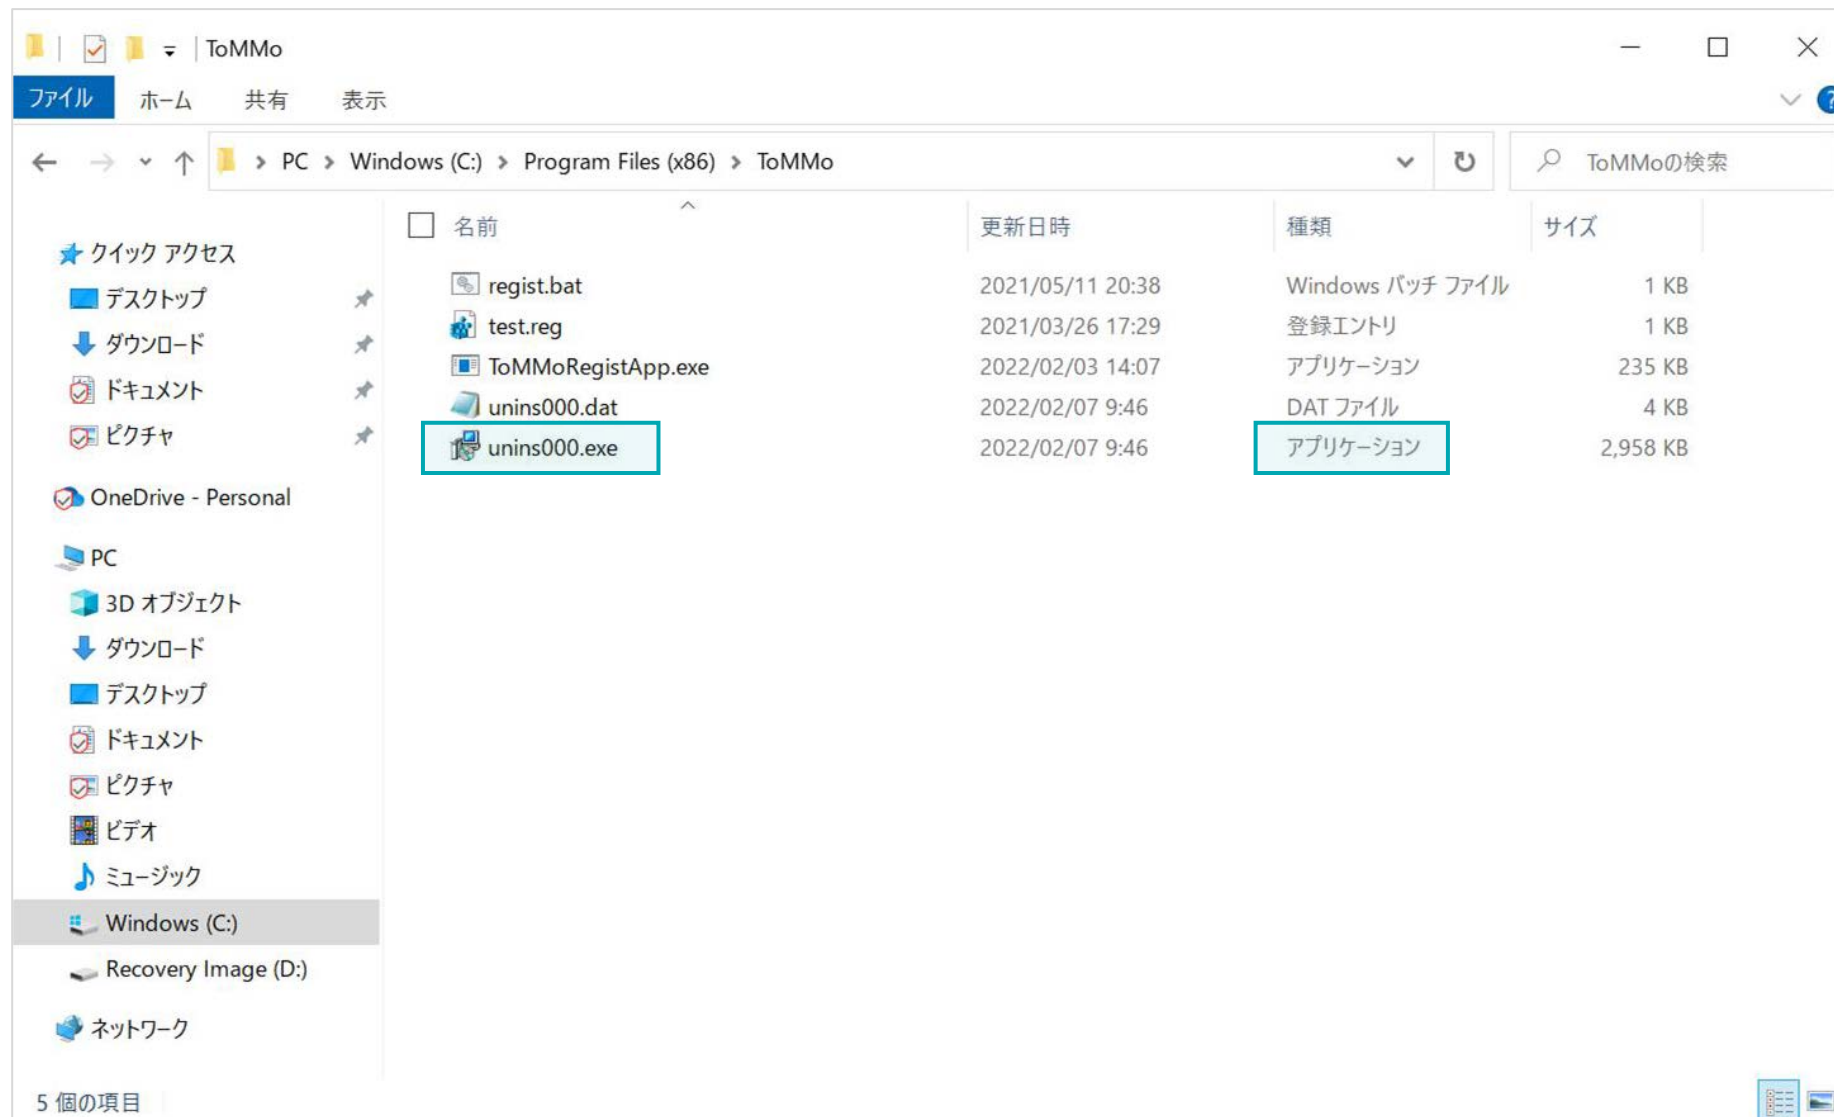 ToMMo
ファイル ホーム 共有 表示
PC > Windows (C:) > Program Files (x86) > ToMMo
ToMMoの検索
名前 更新日時 種類 サイズ
regist.bat 2021/05/11 20:38 Windows バッチ ファイル 1 KB
test.reg 2021/03/26 17:29 登録エントリ 1 KB
ToMMoRegistApp.exe 2022/02/03 14:07 アプリケーション 235 KB
unins000.dat 2022/02/07 9:46 DAT ファイル 4 KB
unins000.exe 2022/02/07 9:46 アプリケーション 2,958 KB
クイック アクセス
デスクトップ
ダウンロード
ドキュメント
ピクチャ
OneDrive - Personal
PC
3D オブジェクト
ダウンロード
デスクトップ
ドキュメント
ピクチャ
ビデオ
ミュージック
Windows (C:)
Recovery Image (D:)
ネットワーク
5 個の項目